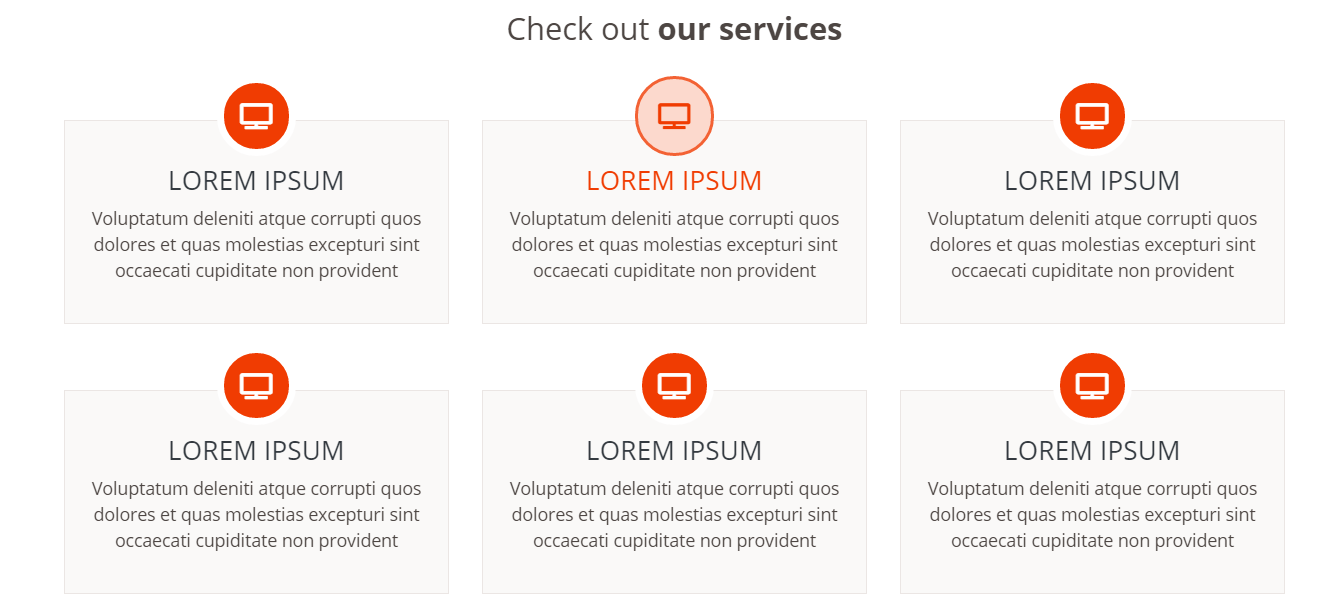 Check out our services
LOREM IPSUM
Voluptatum deleniti atque corrupti quos
dolores et quas molestias excepturi sint
occaecati cupiditate non provident
LOREM IPSUM
Voluptatum deleniti atque corrupti quos
dolores et quas molestias excepturi sint
occaecati cupiditate non provident
LOREM IPSUM
Voluptatum deleniti atque corrupti quos
dolores et quas molestias excepturi sint
occaecati cupiditate non provident
LOREM IPSUM
Voluptatum deleniti atque corrupti quos
dolores et quas molestias excepturi sint
occaecati cupiditate non provident
LOREM IPSUM
Voluptatum deleniti atque corrupti quos
dolores et quas molestias excepturi sint
occaecati cupiditate non provident
LOREM IPSUM
Voluptatum deleniti atque corrupti quos
dolores et quas molestias excepturi sint
occaecati cupiditate non provident